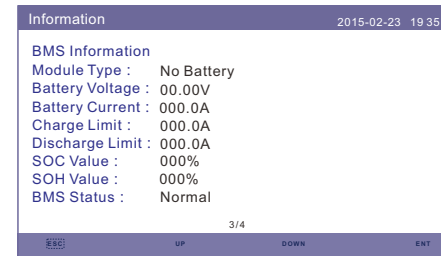 Information 2015-02-23 19 35
BMS Information
Module Type : No Battery
Battery Voltage : 00.00V
Battery Current : 000.0A
Charge Limit : 000.0A
Discharge Limit : 000.0A
SOC Value : 000%
SOH Value : 000%
BMS Status : Normal
3/4
ESC UP DOWN ENT